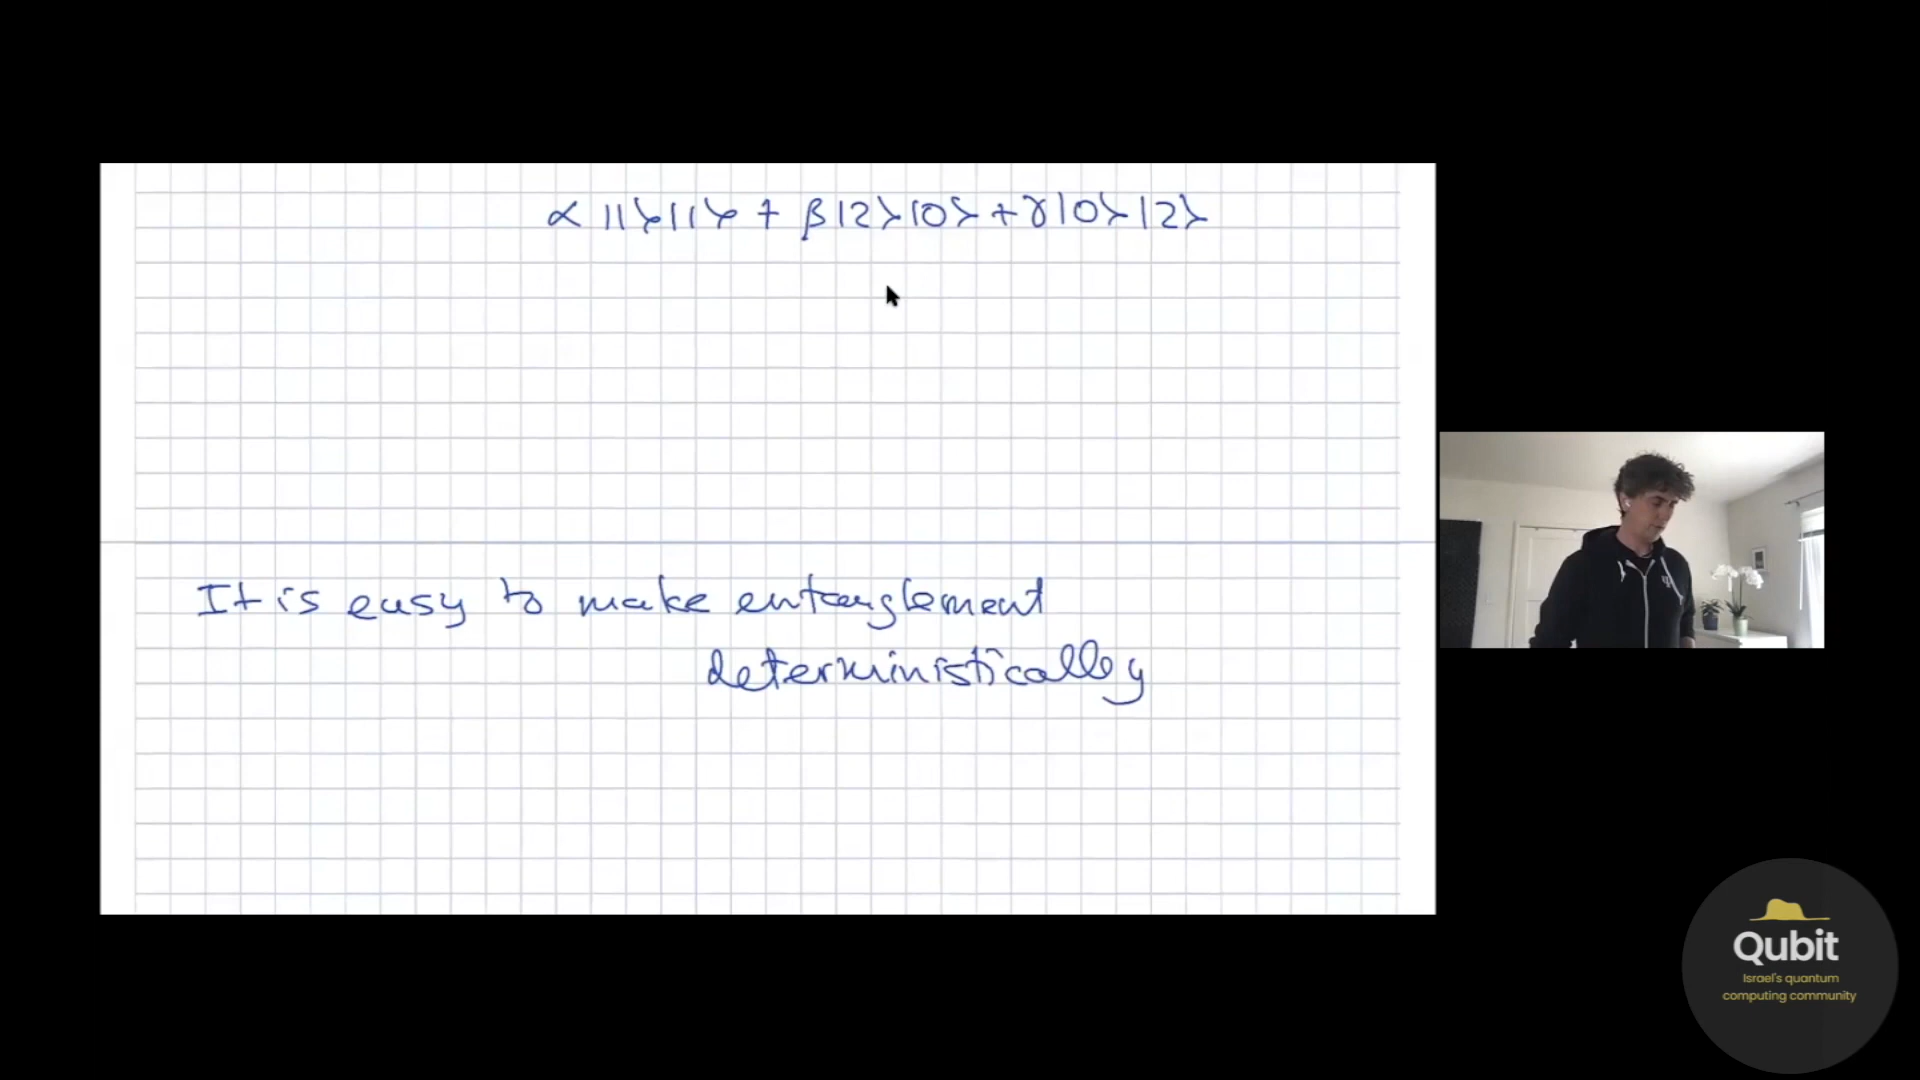 α|1>|1> + β|2>|0> + γ|0>|2>
It is easy to make entanglement
deterministically
Qubit
Israel's quantum
computing community